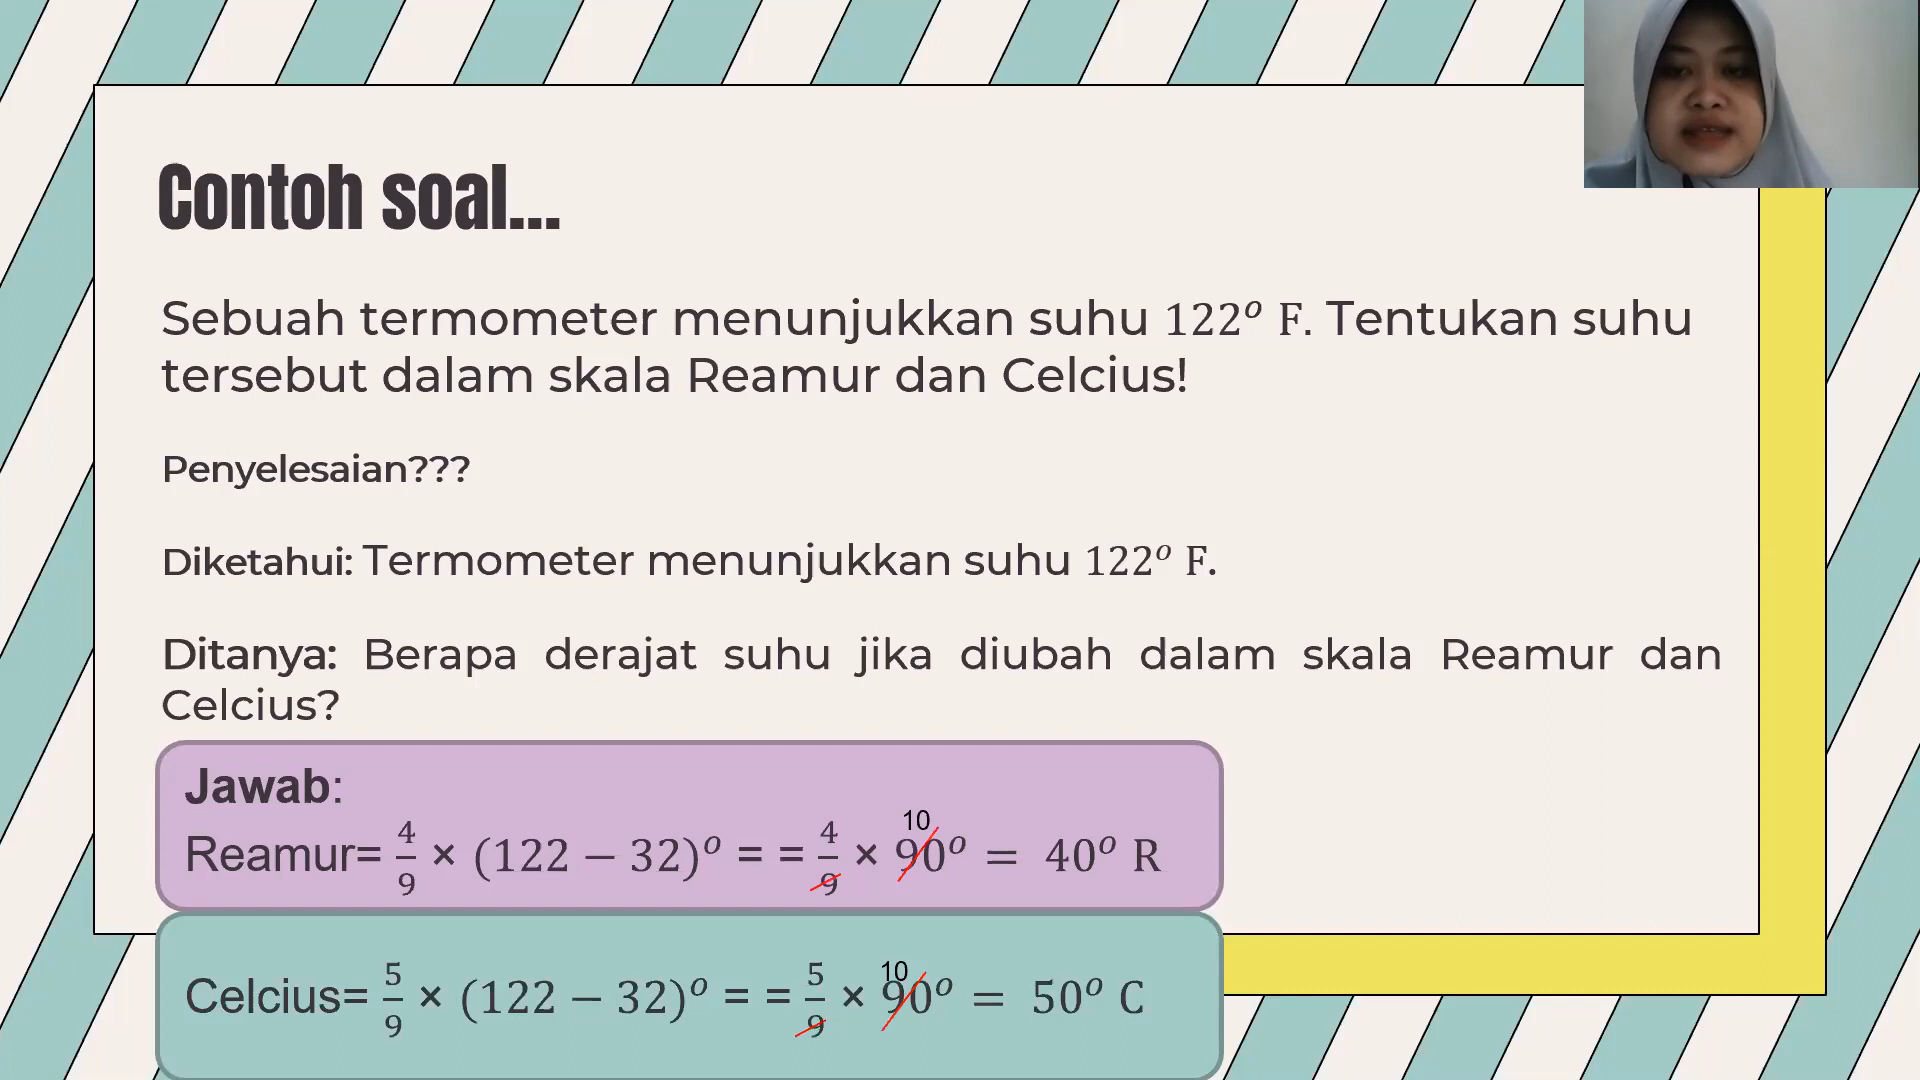 Contoh soal...
Sebuah termometer menunjukkan suhu 122° F. Tentukan suhu
tersebut dalam skala Reamur dan Celcius!
Penyelesaian???
Diketahui: Termometer menunjukkan suhu 122° F.
Ditanya: Berapa derajat suhu jika diubah dalam skala Reamur dan
Celcius?
Jawab:
Reamur= 4/9 × (122 − 32)° = = 4/9 × 90° = 40° R
10
Celcius= 5/9 × (122 − 32)° = = 5/9 × 90° = 50° C
10